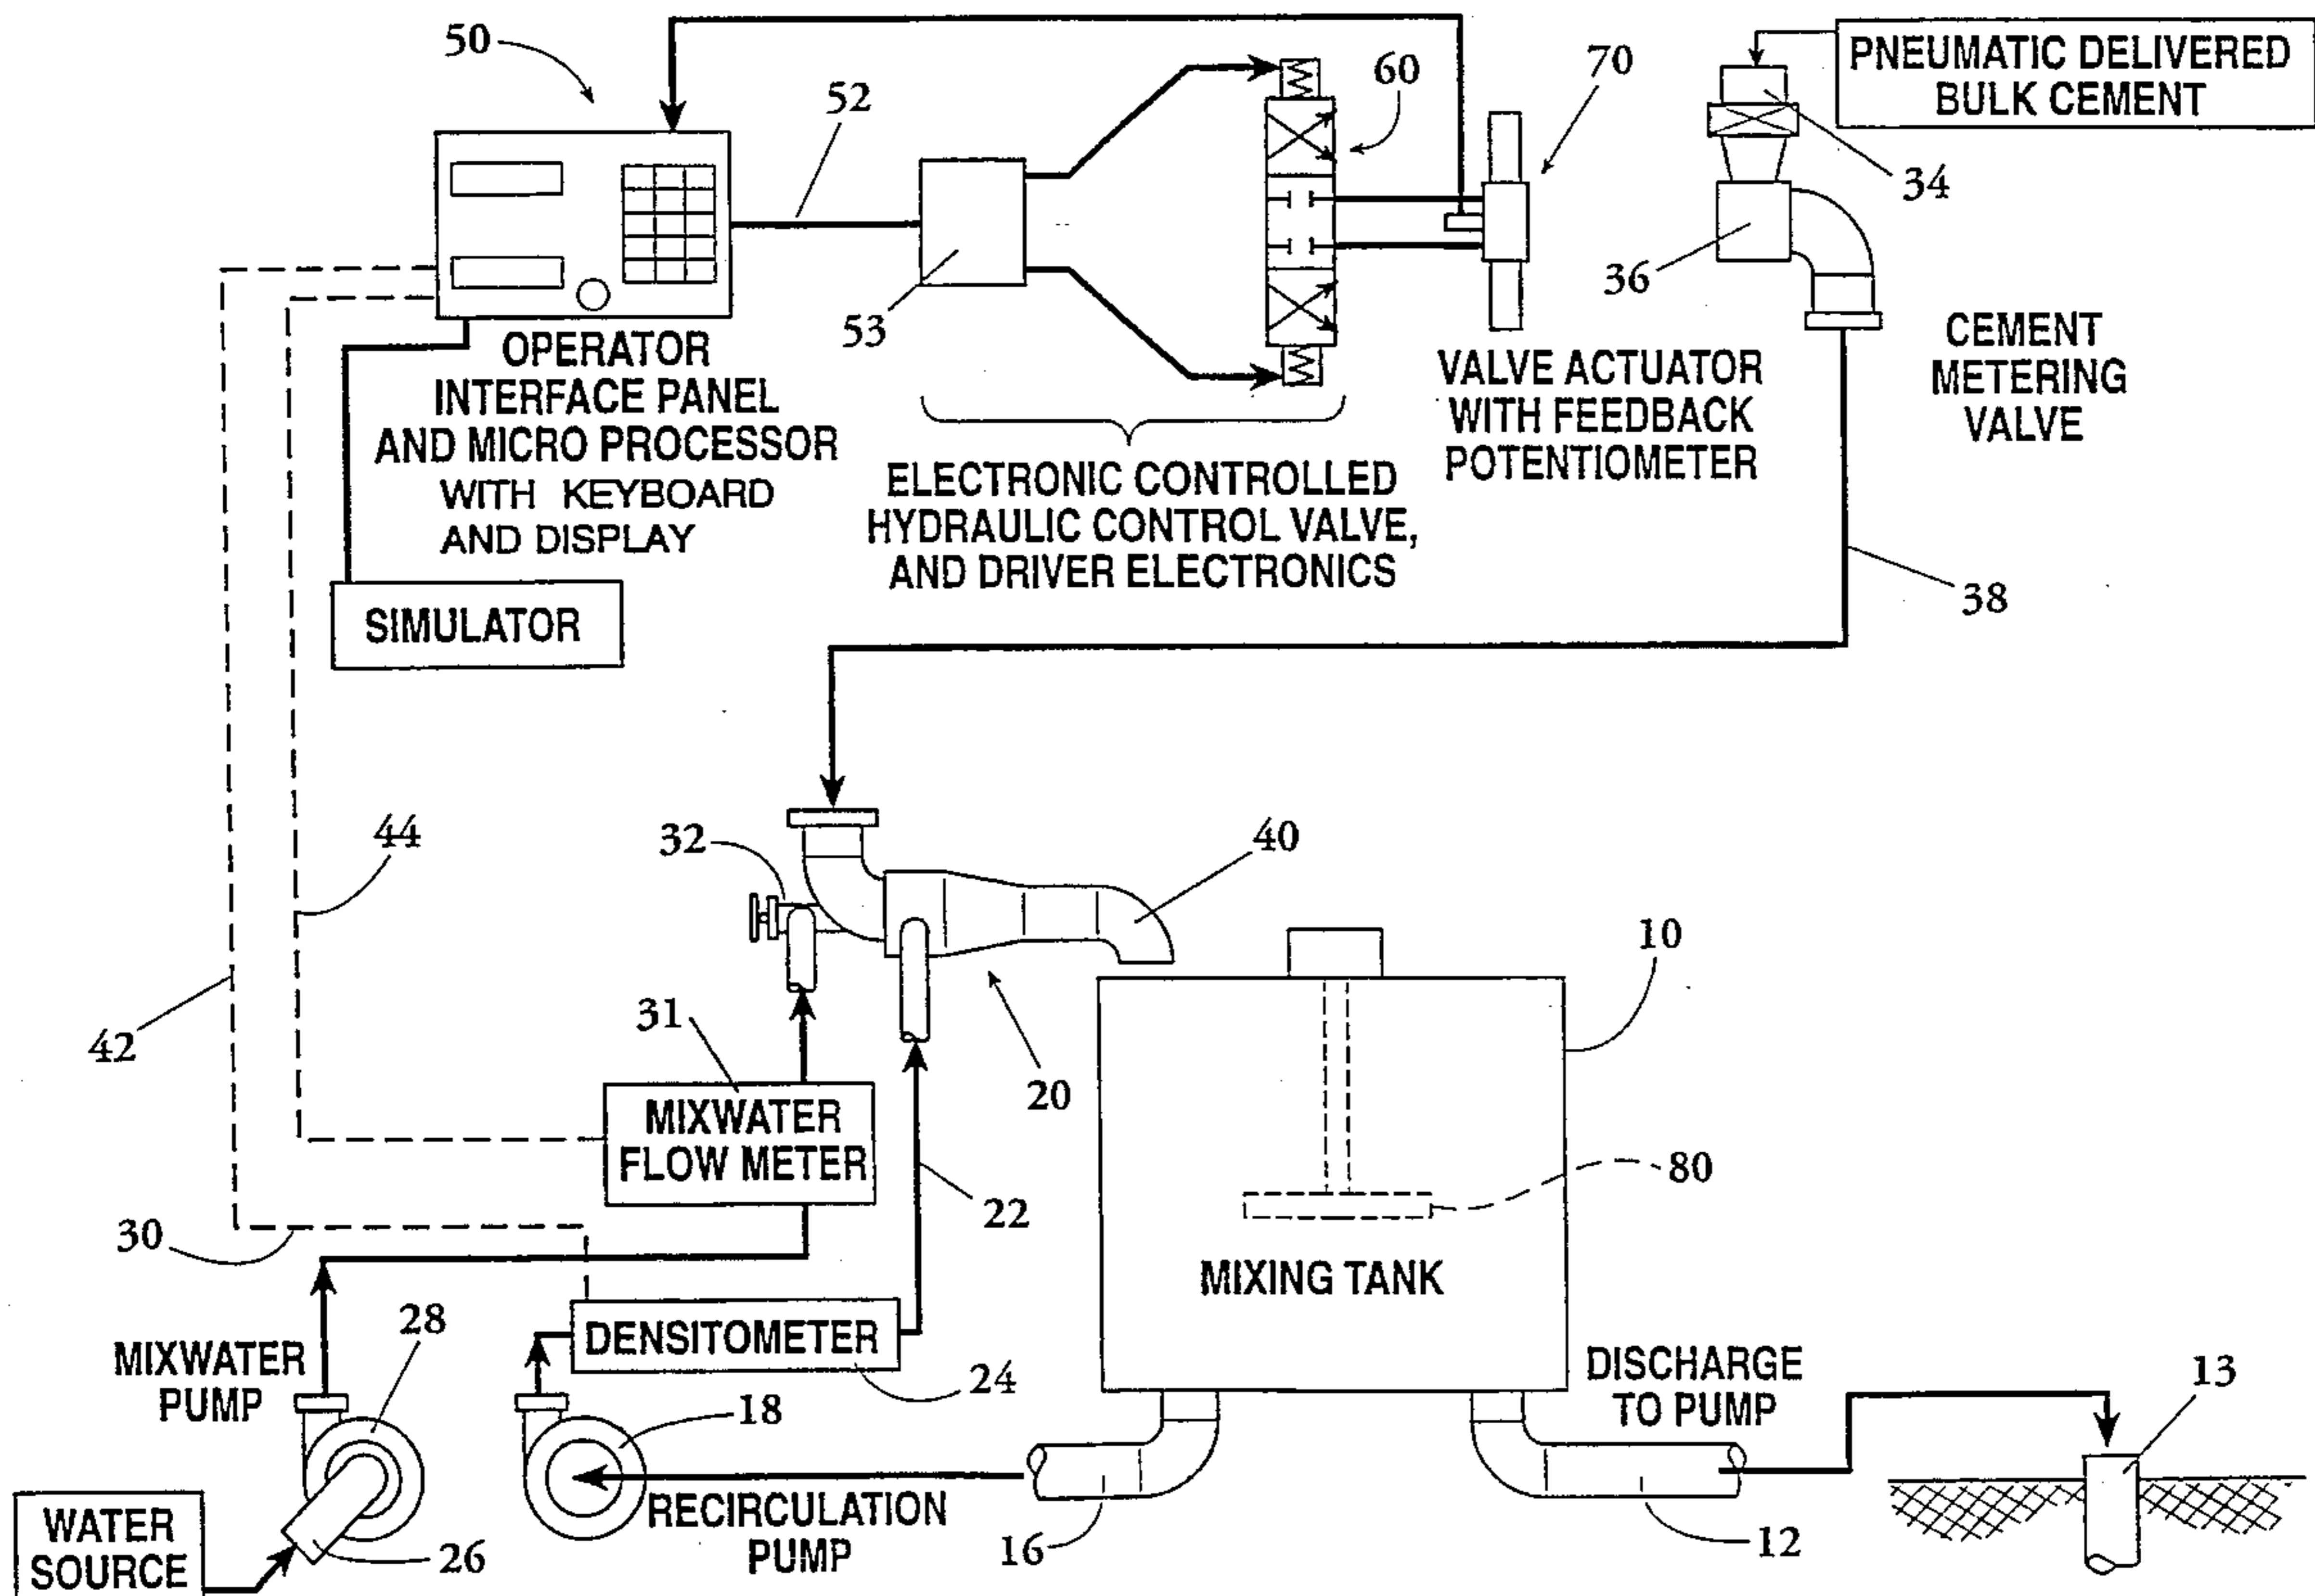 50
52
53
60
70
PNEUMATIC DELIVERED
BULK CEMENT
34
36
OPERATOR
INTERFACE PANEL
AND MICRO PROCESSOR
WITH KEYBOARD
AND DISPLAY
ELECTRONIC CONTROLLED
HYDRAULIC CONTROL VALVE,
AND DRIVER ELECTRONICS
VALVE ACTUATOR
WITH FEEDBACK
POTENTIOMETER
CEMENT
METERING
VALVE
38
SIMULATOR
44
42
32
40
20
10
31
MIXWATER
FLOW METER
22
80
30
MIXING TANK
MIXWATER
PUMP
28
DENSITOMETER
24
18
DISCHARGE
TO PUMP
13
WATER
SOURCE
26
RECIRCULATION
PUMP
16
12